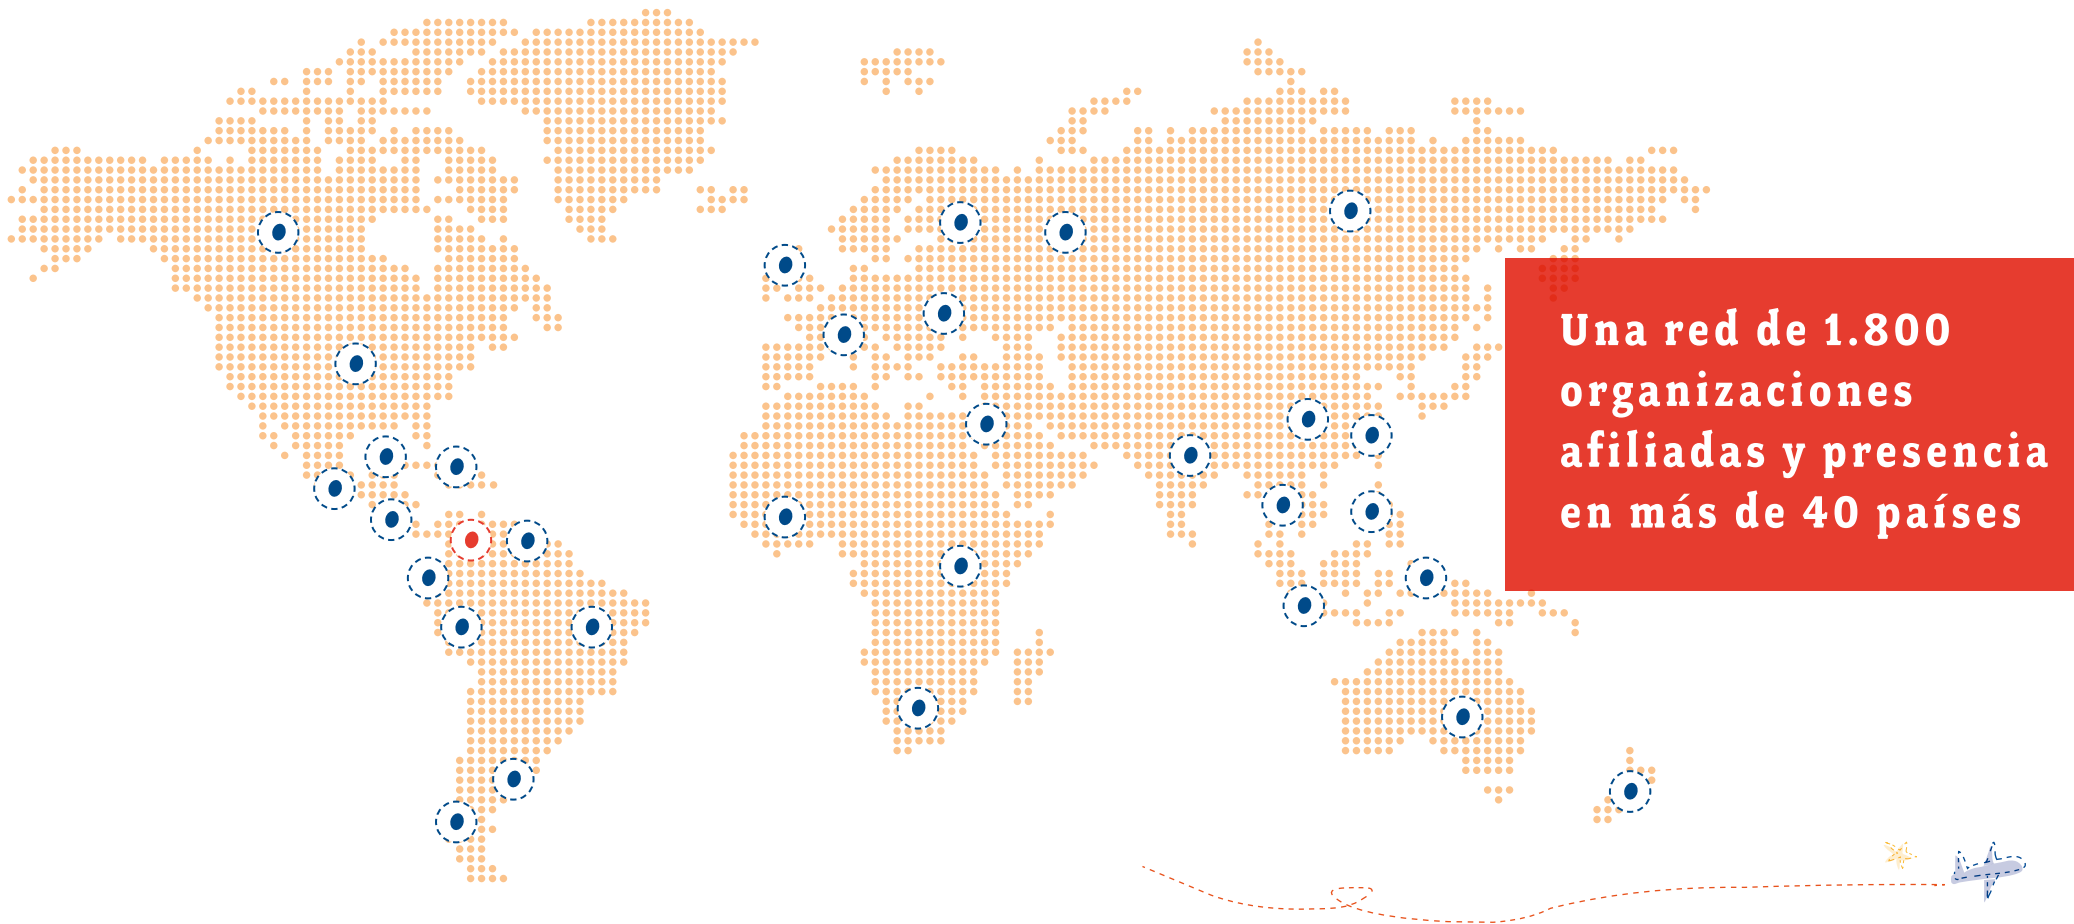 Una red de 1.800
organizaciones
afiliadas y presencia
en más de 40 países